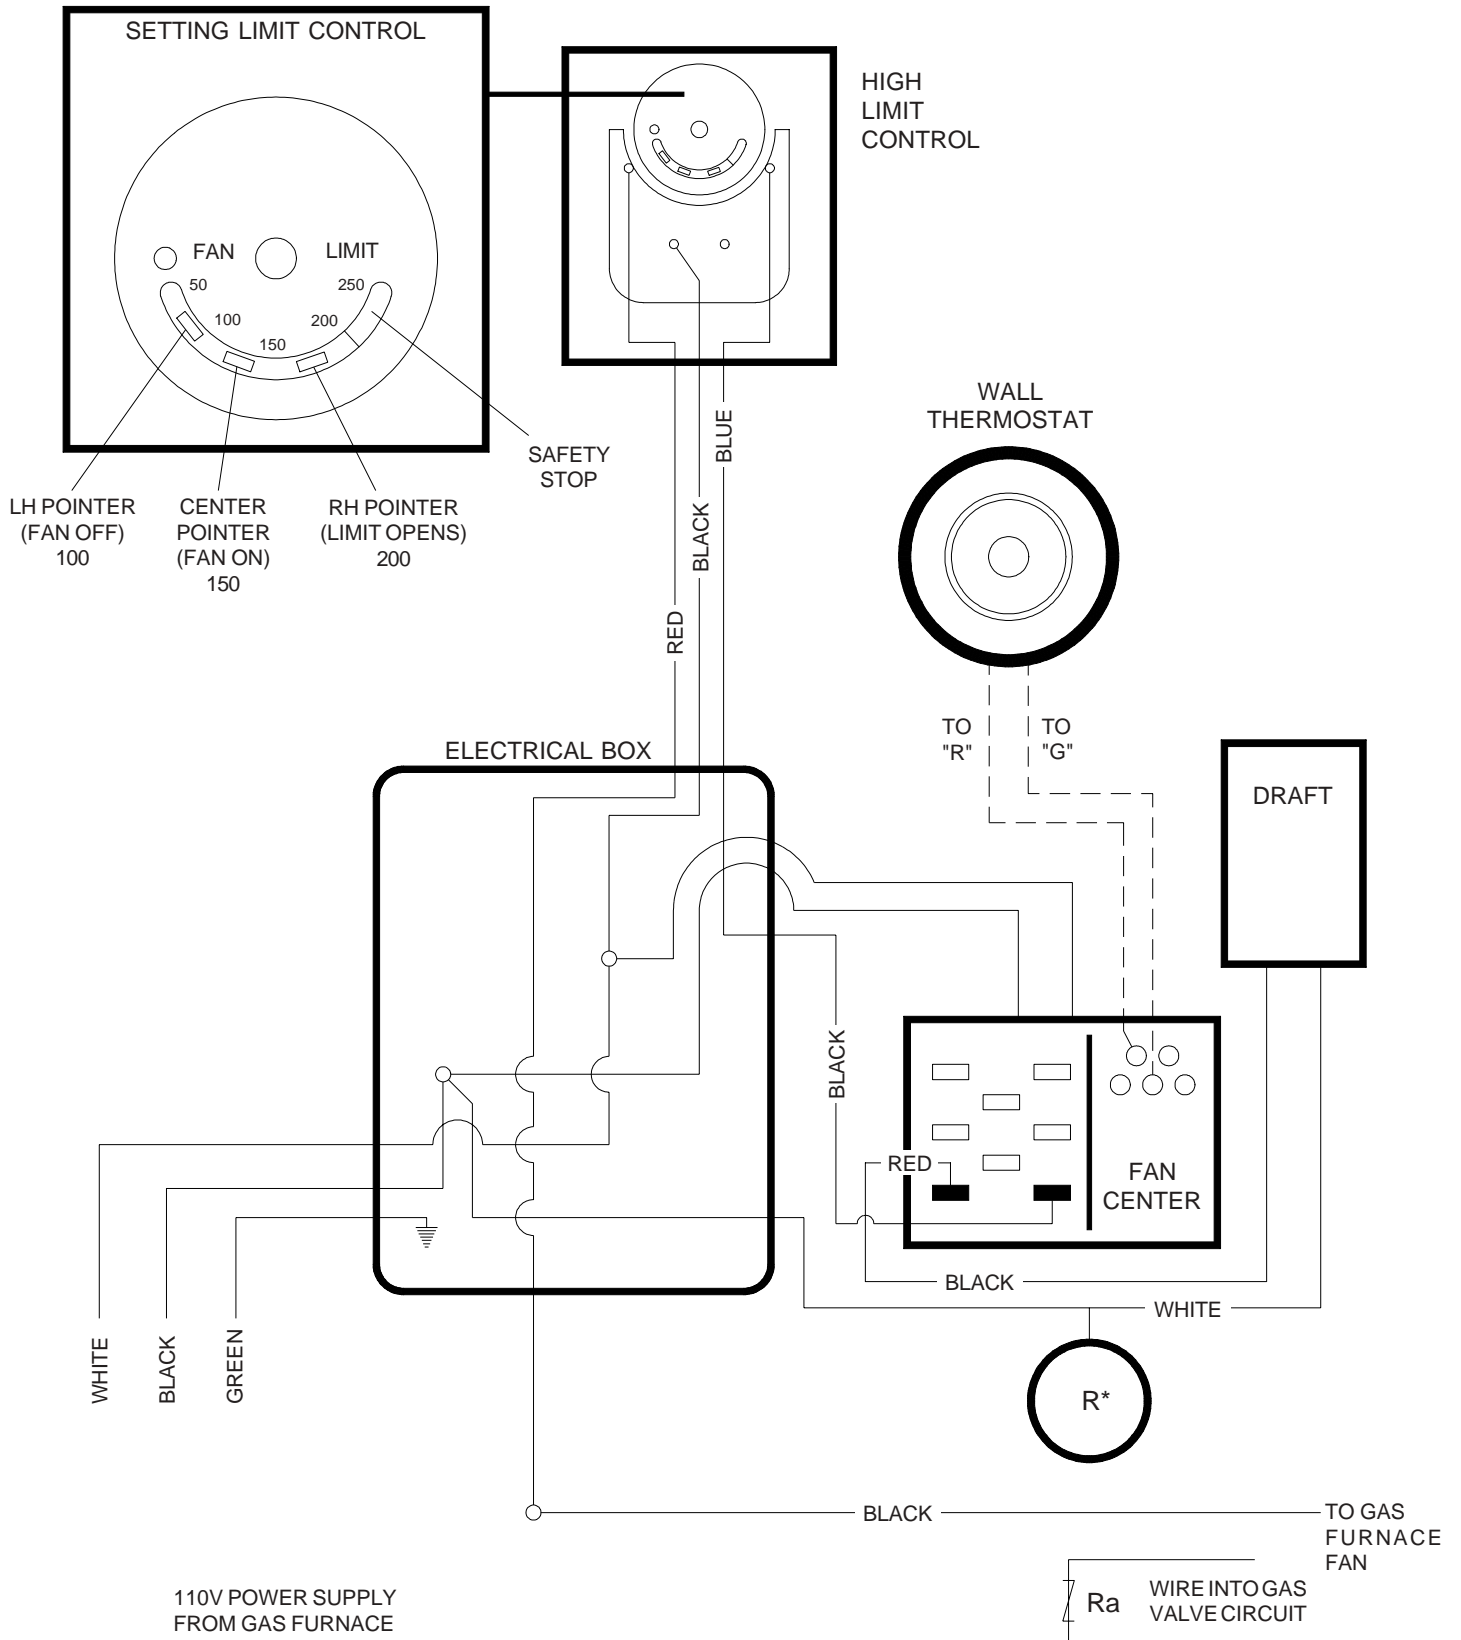 SETTING LIMIT CONTROL
HIGH
LIMIT
CONTROL
FAN
LIMIT
50
250
100
200
150
SAFETY
STOP
LH POINTER
(FAN OFF)
100
CENTER
POINTER
(FAN ON)
150
RH POINTER
(LIMIT OPENS)
200
WALL
THERMOSTAT
BLUE
BLACK
RED
TO
"R"
TO
"G"
ELECTRICAL BOX
DRAFT
BLACK
RED
FAN
CENTER
BLACK
WHITE
WHITE
BLACK
GREEN
R*
BLACK
TO GAS
FURNACE
FAN
110V POWER SUPPLY
FROM GAS FURNACE
Ra
WIRE INTO GAS
VALVE CIRCUIT